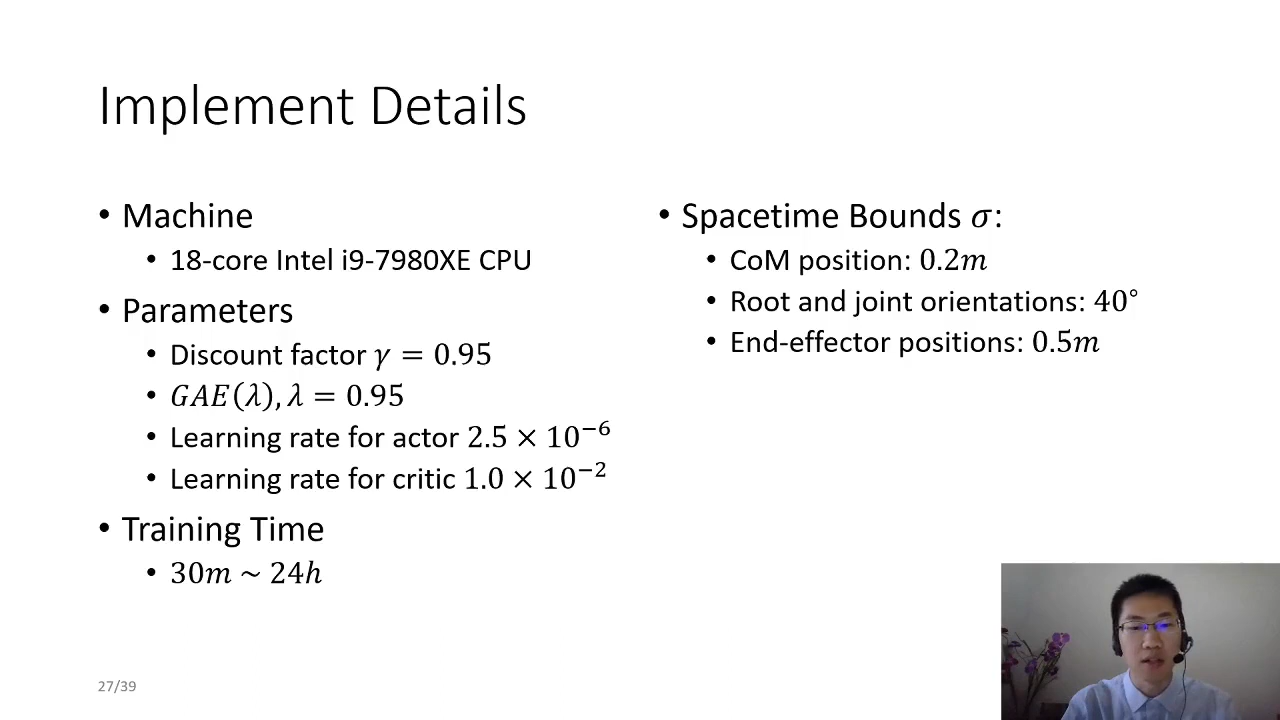 Implement Details
• Machine
• 18-core Intel i9-7980XE CPU
• Parameters
• Discount factor 𝛾 = 0.95
• 𝐺𝐴𝐸(𝜆), 𝜆 = 0.95
• Learning rate for actor 2.5 × 10⁻⁶
• Learning rate for critic 1.0 × 10⁻²
• Training Time
• 30𝑚 ~ 24ℎ
• Spacetime Bounds 𝜎:
• CoM position: 0.2𝑚
• Root and joint orientations: 40°
• End-effector positions: 0.5𝑚
27/39